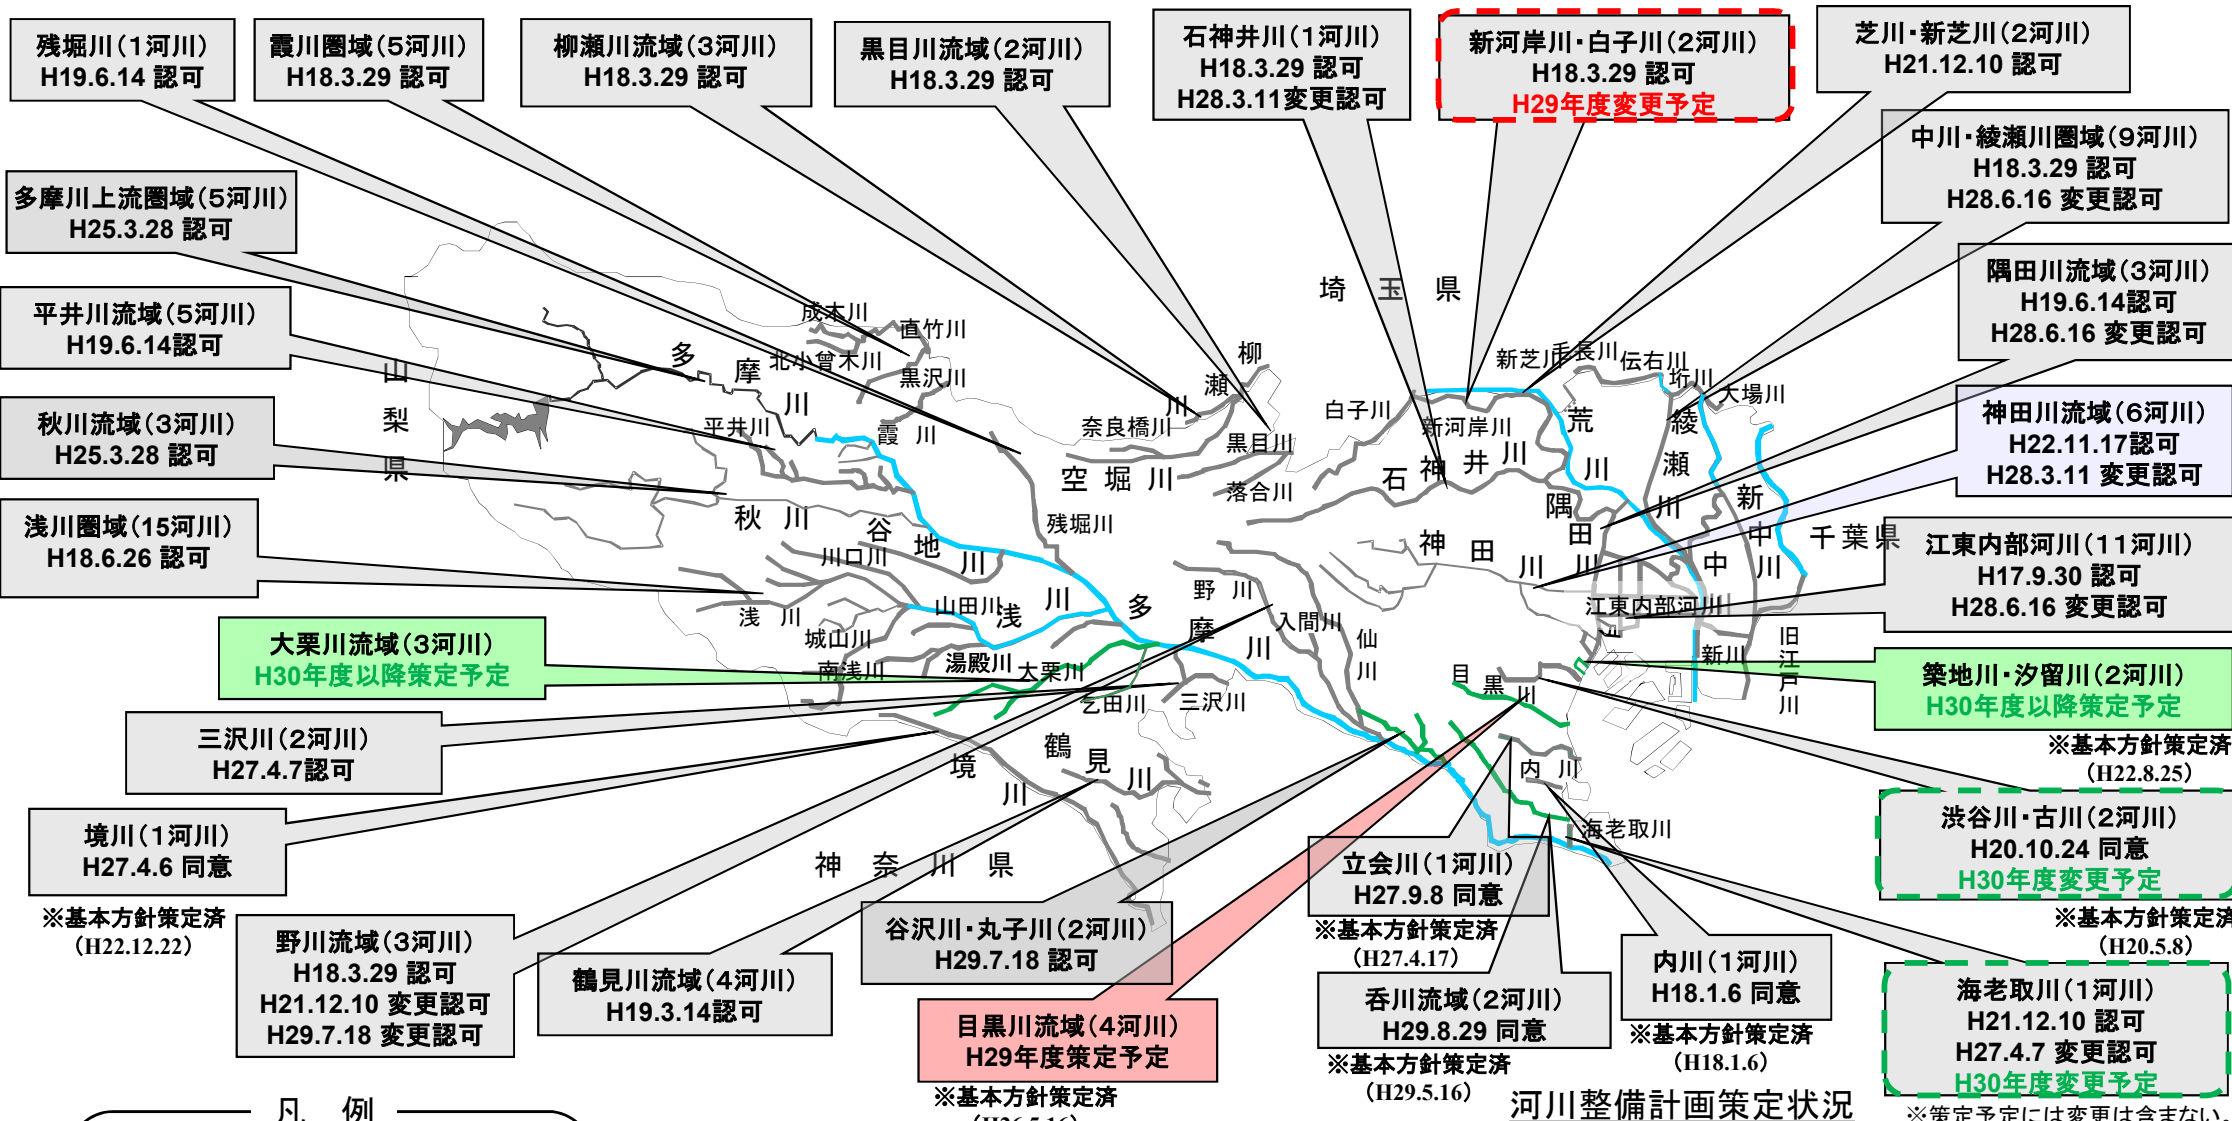 残堀川(1河川)
H19.6.14 認可
霞川圏域(5河川)
H18.3.29 認可
柳瀬川流域(3河川)
H18.3.29 認可
黒目川流域(2河川)
H18.3.29 認可
石神井川(1河川)
H18.3.29 認可
H28.3.11変更認可
新河岸川・白子川(2河川)
H18.3.29 認可
H29年度変更予定
芝川・新芝川(2河川)
H21.12.10 認可
中川・綾瀬川圏域(9河川)
H18.3.29 認可
H28.6.16 変更認可
多摩川上流圏域(5河川)
H25.3.28 認可
隅田川流域(3河川)
H19.6.14認可
H28.6.16 変更認可
平井川流域(5河川)
H19.6.14認可
神田川流域(6河川)
H22.11.17認可
H28.3.11 変更認可
秋川流域(3河川)
H25.3.28 認可
浅川圏域(15河川)
H18.6.26 認可
江東内部河川(11河川)
H17.9.30 認可
H28.6.16 変更認可
大栗川流域(3河川)
H30年度以降策定予定
築地川・汐留川(2河川)
H30年度以降策定予定
※基本方針策定済
(H22.8.25)
三沢川(2河川)
H27.4.7認可
境川(1河川)
H27.4.6 同意
※基本方針策定済
(H22.12.22)
渋谷川・古川(2河川)
H20.10.24 同意
H30年度変更予定
※基本方針策定済
(H20.5.8)
野川流域(3河川)
H18.3.29 認可
H21.12.10 変更認可
H29.7.18 変更認可
鶴見川流域(4河川)
H19.3.14認可
谷沢川・丸子川(2河川)
H29.7.18 認可
目黒川流域(4河川)
H29年度策定予定
※基本方針策定済
立会川(1河川)
H27.9.8 同意
※基本方針策定済
(H27.4.17)
呑川流域(2河川)
H29.8.29 同意
※基本方針策定済
(H29.5.16)
内川(1河川)
H18.1.6 同意
※基本方針策定済
(H18.1.6)
海老取川(1河川)
H21.12.10 認可
H27.4.7 変更認可
H30年度変更予定
埼玉県
山梨県
千葉県
神奈川県
多摩川
成木川
直竹川
北小曾木川
黒沢川
霞川
平井川
秋川
谷地川
川口川
浅川
山田川
浅川
城山川
南浅川
湯殿川
大栗川
乞田川
三沢川
多摩川
残堀川
空堀川
奈良橋川
柳瀬川
黒目川
落合川
白子川
新河岸川
石神井川
新芝川
毛長川
伝右川
垳川
大場川
荒川
綾瀬川
隅田川
新中川
中川
神田川
江東内部河川
新川
旧江戸川
野川
入間川
仙川
目黒川
内川
海老取川
鶴見川
境川
凡例
河川整備計画策定状況
※策定予定には変更は含まない。